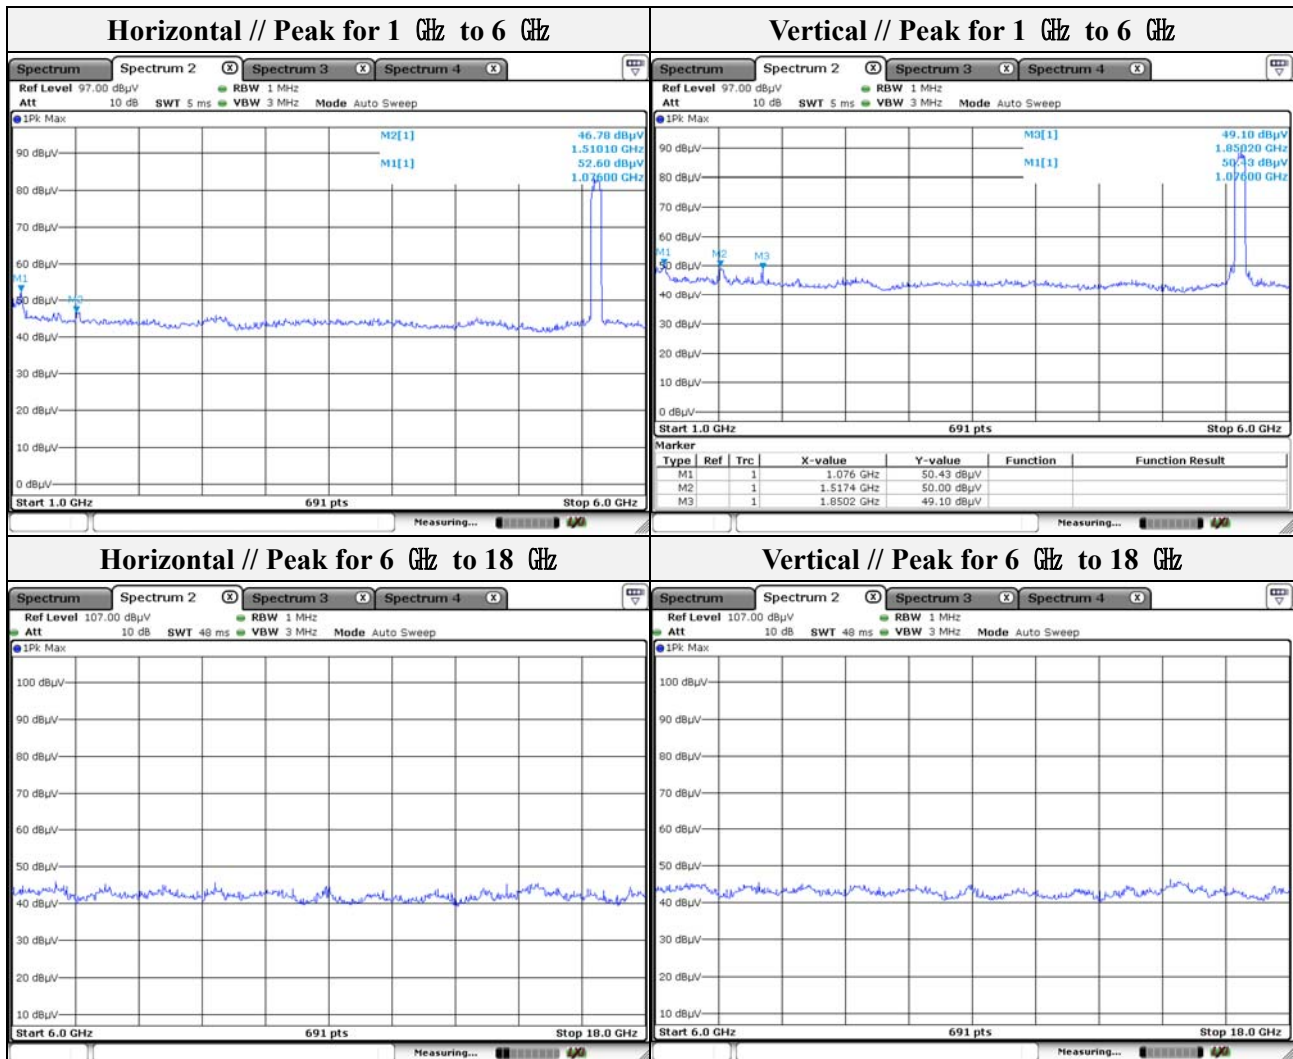 Horizontal // Peak for 1 ㎓ to 6 ㎓
Spectrum Spectrum 2 X Spectrum 3 X Spectrum 4 X
Ref Level 97.00 dBµV RBW 1 MHz
Att 10 dB SWT 5 ms VBW 3 MHz Mode Auto Sweep
1Pk Max
M2[1] 46.78 dBµV
1.51010 GHz
M1[1] 52.60 dBµV
1.07600 GHz
90 dBµV
80 dBµV
70 dBµV
60 dBµV
M1
50 dBµV
40 dBµV
30 dBµV
20 dBµV
10 dBµV
0 dBµV
Start 1.0 GHz 691 pts Stop 6.0 GHz
Measuring...
Vertical // Peak for 1 ㎓ to 6 ㎓
Spectrum Spectrum 2 X Spectrum 3 X Spectrum 4 X
Ref Level 97.00 dBµV RBW 1 MHz
Att 10 dB SWT 5 ms VBW 3 MHz Mode Auto Sweep
1Pk Max
M3[1] 49.10 dBµV
1.85020 GHz
M1[1] 50.43 dBµV
1.07600 GHz
90 dBµV
80 dBµV
70 dBµV
60 dBµV
M1 M2 M3
50 dBµV
40 dBµV
30 dBµV
20 dBµV
10 dBµV
0 dBµV
Start 1.0 GHz 691 pts Stop 6.0 GHz
Marker
Type Ref Trc X-value Y-value Function Function Result
M1 1 1.076 GHz 50.43 dBµV
M2 1 1.5174 GHz 50.00 dBµV
M3 1 1.8502 GHz 49.10 dBµV
Measuring...
Horizontal // Peak for 6 ㎓ to 18 ㎓
Spectrum Spectrum 2 X Spectrum 3 X Spectrum 4 X
Ref Level 107.00 dBµV RBW 1 MHz
Att 10 dB SWT 48 ms VBW 3 MHz Mode Auto Sweep
1Pk Max
100 dBµV
90 dBµV
80 dBµV
70 dBµV
60 dBµV
50 dBµV
40 dBµV
30 dBµV
20 dBµV
10 dBµV
Start 6.0 GHz 691 pts Stop 18.0 GHz
Measuring...
Vertical // Peak for 6 ㎓ to 18 ㎓
Spectrum Spectrum 2 X Spectrum 3 X Spectrum 4 X
Ref Level 107.00 dBµV RBW 1 MHz
Att 10 dB SWT 48 ms VBW 3 MHz Mode Auto Sweep
1Pk Max
100 dBµV
90 dBµV
80 dBµV
70 dBµV
60 dBµV
50 dBµV
40 dBµV
30 dBµV
20 dBµV
10 dBµV
Start 6.0 GHz 691 pts Stop 18.0 GHz
Measuring...